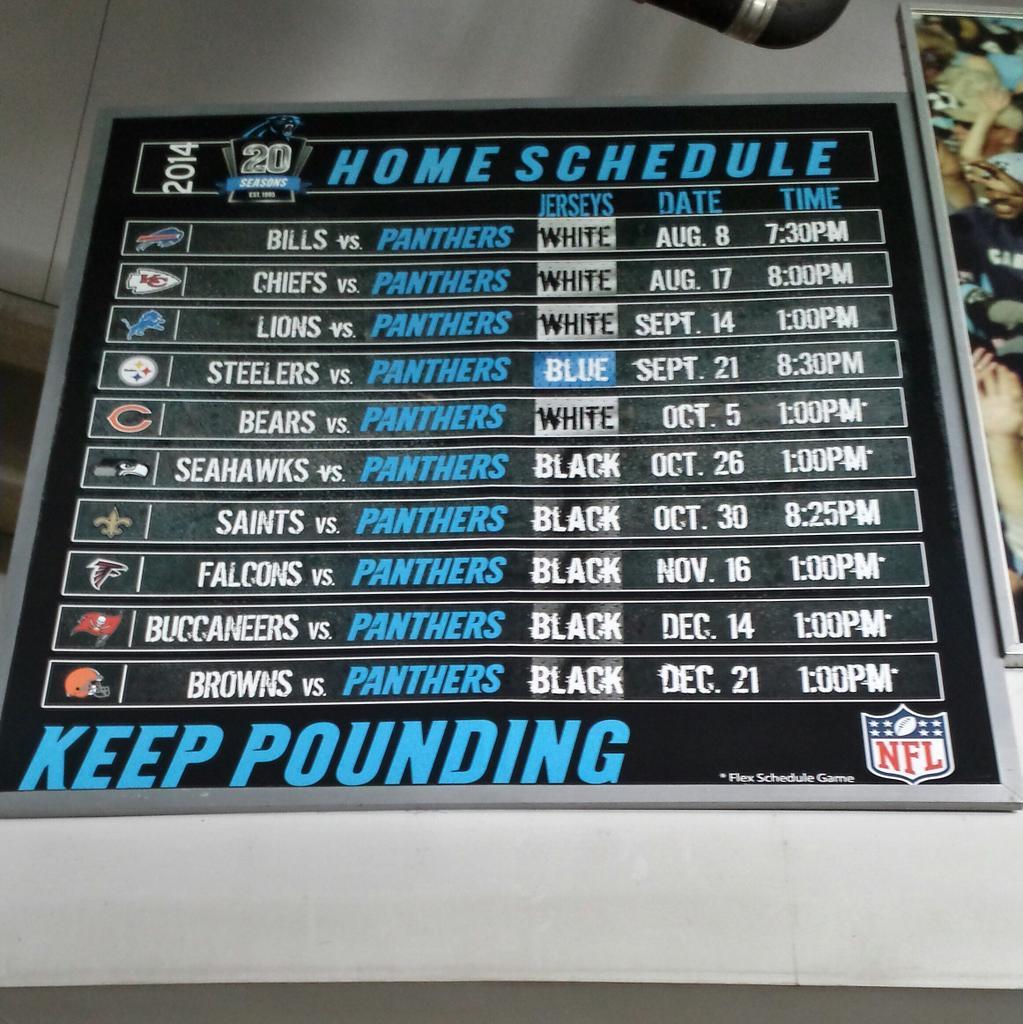 2014 20 SEASONS EST. 1995 HOME SCHEDULE
JERSEYS DATE TIME
BILLS VS. PANTHERS WHITE AUG. 8 7:30PM
KC CHIEFS VS. PANTHERS WHITE AUG. 17 8:00PM
LIONS VS. PANTHERS WHITE SEPT. 14 1:00PM
STEELERS VS. PANTHERS BLUE SEPT. 21 8:30PM
BEARS VS. PANTHERS WHITE OCT. 5 1:00PM*
SEAHAWKS VS. PANTHERS BLACK OCT. 26 1:00PM*
SAINTS VS. PANTHERS BLACK OCT. 30 8:25PM
FALCONS VS. PANTHERS BLACK NOV. 16 1:00PM*
BUCCANEERS VS. PANTHERS BLACK DEC. 14 1:00PM*
BROWNS VS. PANTHERS BLACK DEC. 21 1:00PM*
KEEP POUNDING
* Flex Schedule Game
NFL